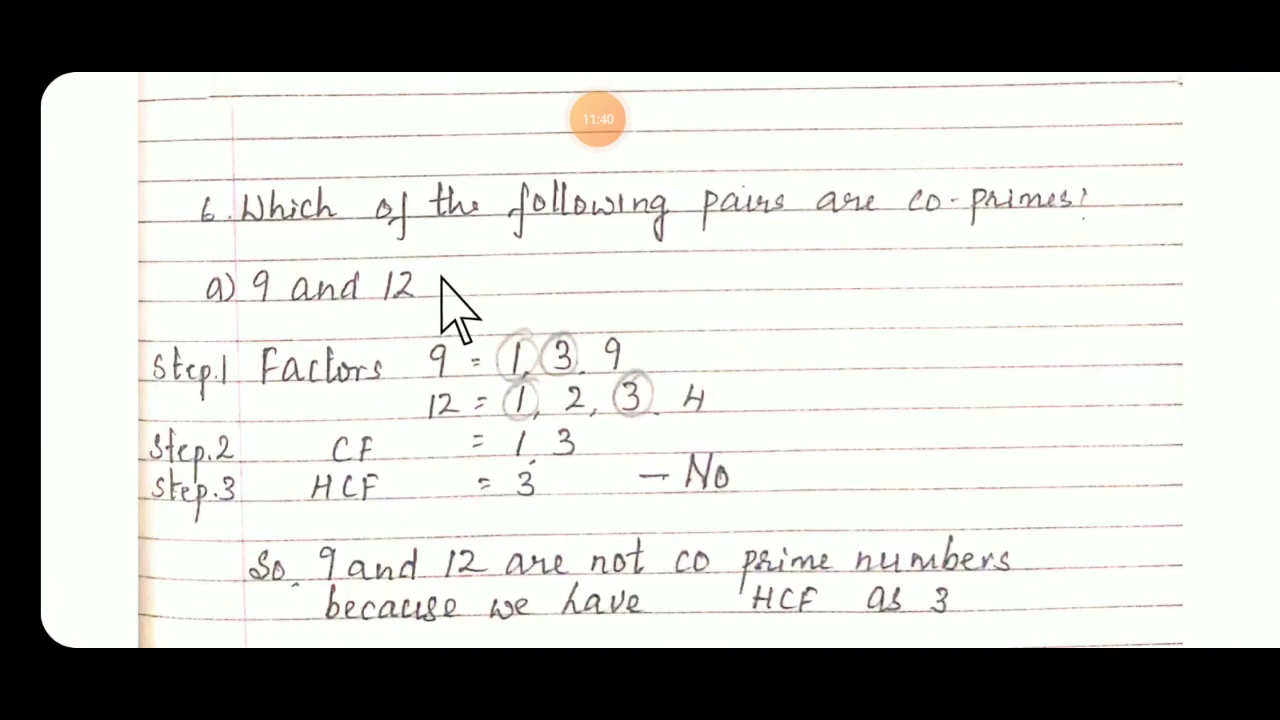 11:40
6. Which of the following pairs are co-primes:
a) 9 and 12
Step.1 Factors 9 = 1, 3, 9
12 = 1, 2, 3, 4
Step.2 CF = 1, 3
Step.3 HCF = 3 — No
So, 9 and 12 are not co prime numbers
because we have HCF as 3